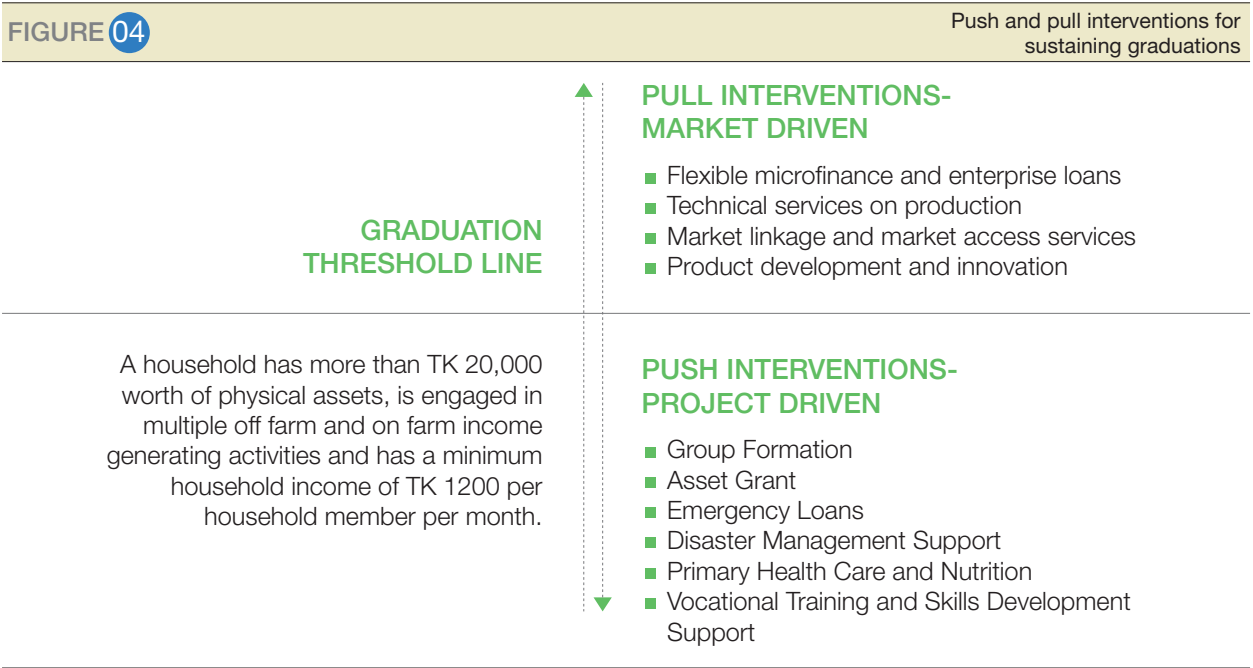 FIGURE 04
Push and pull interventions for
sustaining graduations
GRADUATION
THRESHOLD LINE
A household has more than TK 20,000
worth of physical assets, is engaged in
multiple off farm and on farm income
generating activities and has a minimum
household income of TK 1200 per
household member per month.
PULL INTERVENTIONS-
MARKET DRIVEN
Flexible microfinance and enterprise loans
Technical services on production
Market linkage and market access services
Product development and innovation
PUSH INTERVENTIONS-
PROJECT DRIVEN
Group Formation
Asset Grant
Emergency Loans
Disaster Management Support
Primary Health Care and Nutrition
Vocational Training and Skills Development
Support